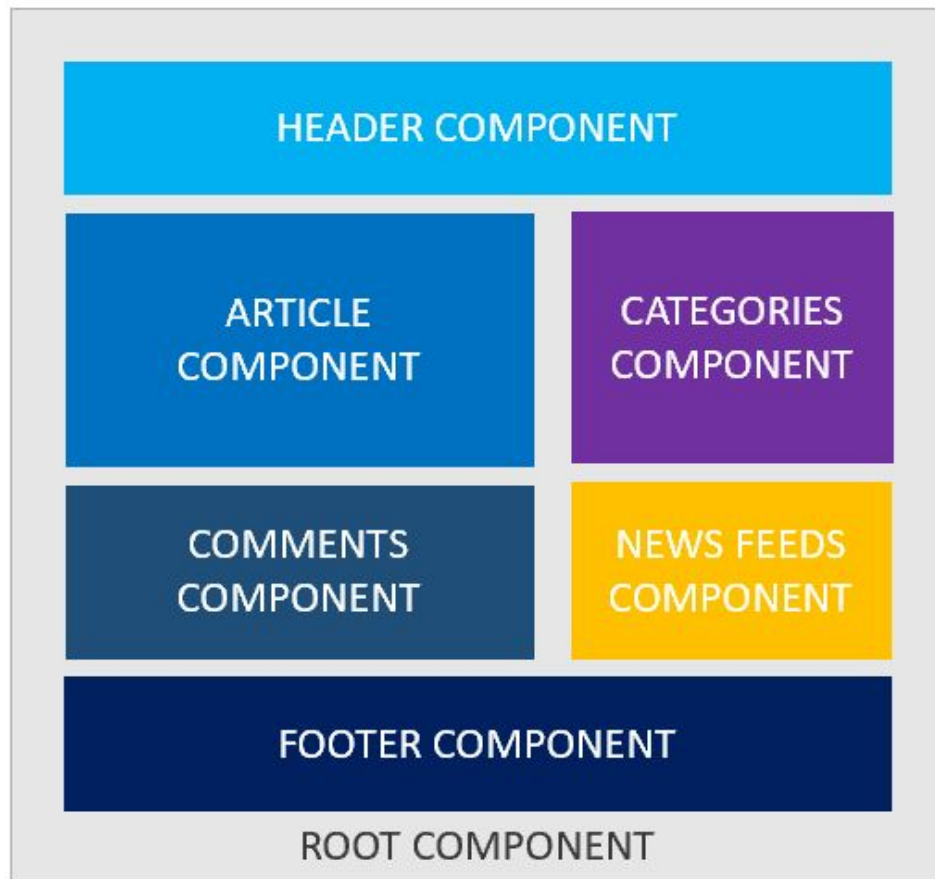 HEADER COMPONENT
ARTICLE
COMPONENT
CATEGORIES
COMPONENT
COMMENTS
COMPONENT
NEWS FEEDS
COMPONENT
FOOTER COMPONENT
ROOT COMPONENT